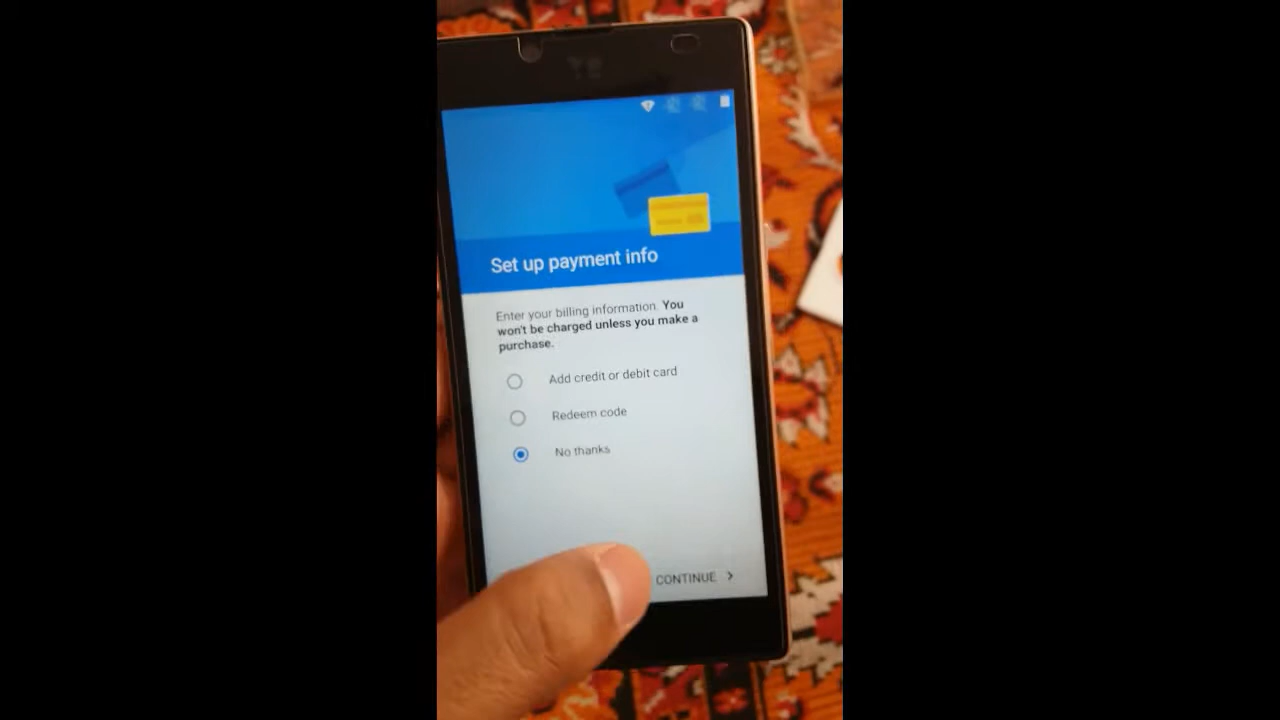 Set up payment info
Enter your billing information. You
won't be charged unless you make a
purchase.
Add credit or debit card
Redeem code
No thanks
CONTINUE